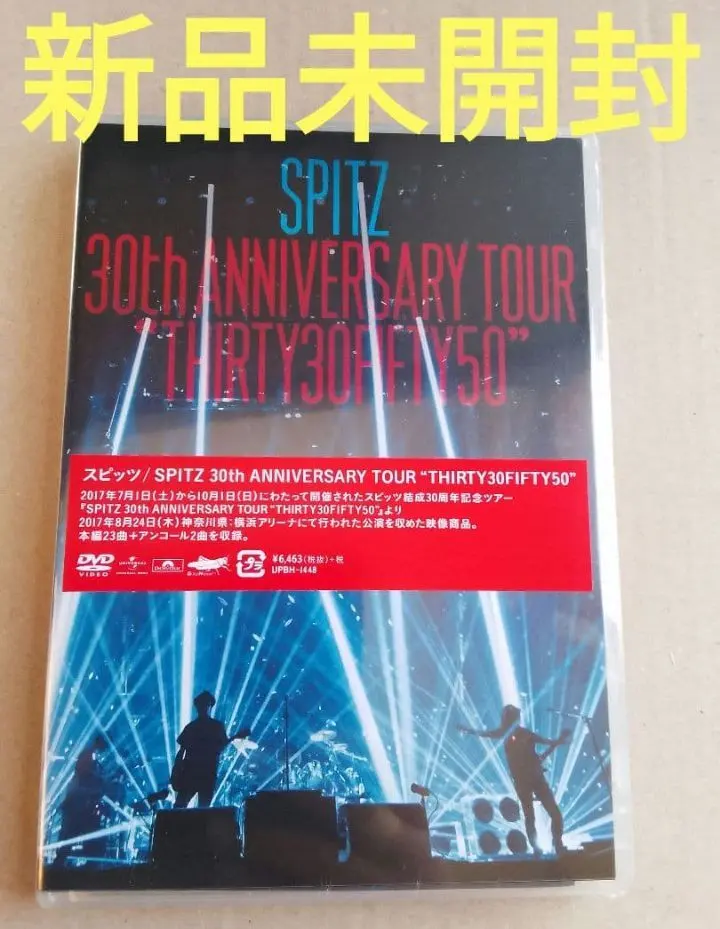 新品未開封
SPITZ
30th ANNIVERSARY TOUR
"THIRTY30FIFTY50"
スピッツ/SPITZ 30th ANNIVERSARY TOUR "THIRTY30FIFTY50"
2017年7月1日(土)から10月1日(日)にわたって開催されたスピッツ結成30周年記念ツアー
『SPITZ 30th ANNIVERSARY TOUR "THIRTY30FIFTY50"』より
2017年8月24日(木)神奈川県:横浜アリーナにて行われた公演を収めた映像商品。
本編23曲+アンコール2曲を収録。
DVD
VIDEO
¥6,463(税抜)+税
UPBH-1448